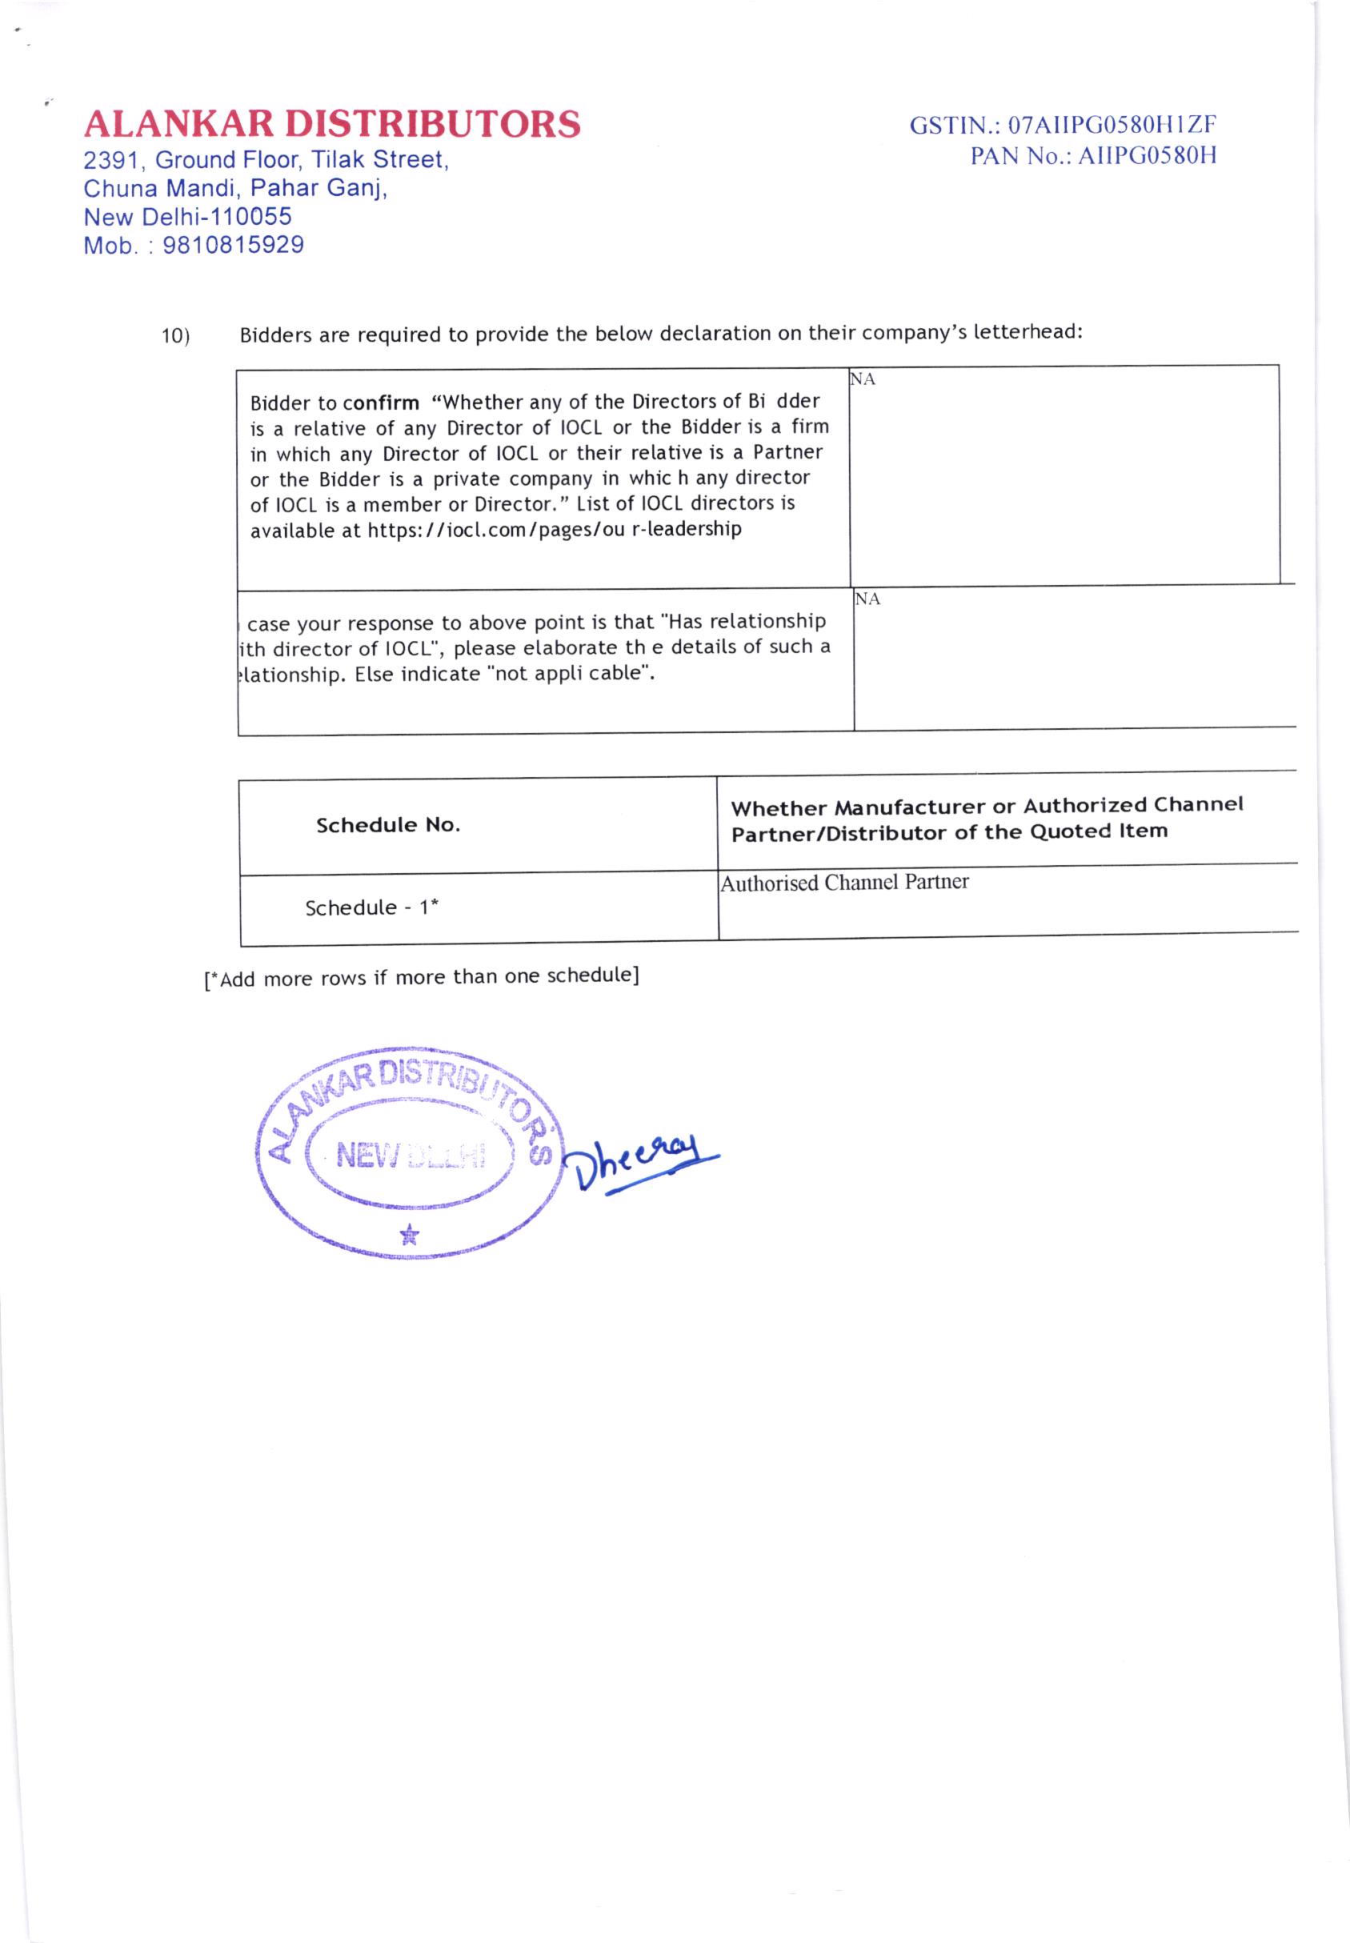 ALANKAR DISTRIBUTORS
2391, Ground Floor, Tilak Street,
Chuna Mandi, Pahar Ganj,
New Delhi-110055
Mob. : 9810815929
GSTIN.: 07AIIPG0580H1ZF
PAN No.: AIIPG0580H
10) Bidders are required to provide the below declaration on their company's letterhead:
Bidder to confirm “Whether any of the Directors of Bi dder
is a relative of any Director of IOCL or the Bidder is a firm
in which any Director of IOCL or their relative is a Partner
or the Bidder is a private company in whic h any director
of IOCL is a member or Director.” List of IOCL directors is
available at https://iocl.com/pages/ou r-leadership
NA
case your response to above point is that "Has relationship
ith director of IOCL", please elaborate th e details of such a
elationship. Else indicate "not appli cable".
NA
Schedule No.
Whether Manufacturer or Authorized Channel
Partner/Distributor of the Quoted Item
Schedule - 1*
Authorised Channel Partner
[*Add more rows if more than one schedule]
ALANKAR DISTRIBUTORS
NEW DELHI
Dheeraj